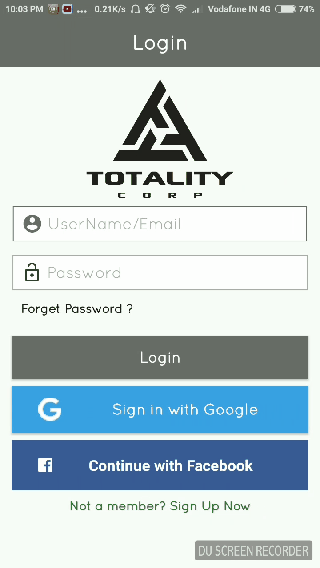 10:03 PM ... 0.21K/s Vodafone IN 4G 74%
Login
TOTALITY
CORP
UserName/Email
Password
Forget Password ?
Login
G Sign in with Google
f Continue with Facebook
Not a member? Sign Up Now
DU SCREEN RECORDER